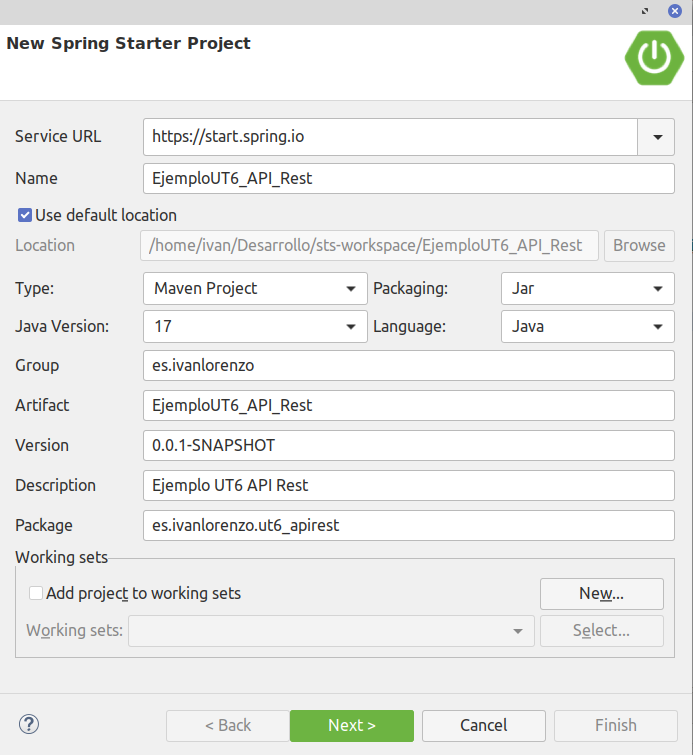 New Spring Starter Project
Service URL https://start.spring.io
Name EjemploUT6_API_Rest
Use default location
Location /home/ivan/Desarrollo/sts-workspace/EjemploUT6_API_Rest Browse
Type: Maven Project Packaging: Jar
Java Version: 17 Language: Java
Group es.ivanlorenzo
Artifact EjemploUT6_API_Rest
Version 0.0.1-SNAPSHOT
Description Ejemplo UT6 API Rest
Package es.ivanlorenzo.ut6_apirest
Working sets
Add project to working sets New...
Working sets: Select...
? < Back Next > Cancel Finish